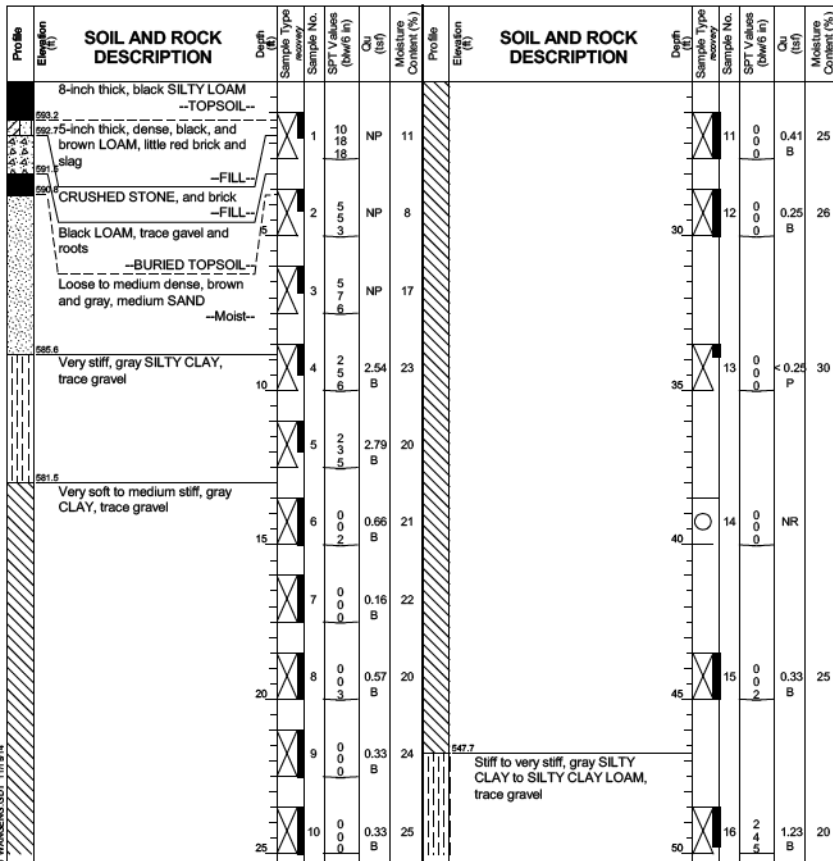 Profile
Elevation
(ft)
SOIL AND ROCK
DESCRIPTION
Depth
(ft)
Sample Type
recovery
Sample No.
SPT Values
(blw/6 in)
Qu
(tsf)
Moisture
Content (%)
8-inch thick, black SILTY LOAM
--TOPSOIL--
593.2
5-inch thick, dense, black, and
592.7
brown LOAM, little red brick and
slag
--FILL--
591.5
CRUSHED STONE, and brick
--FILL--
590.8
Black LOAM, trace gavel and
roots
--BURIED TOPSOIL--
Loose to medium dense, brown
and gray, medium SAND
--Moist--
585.6
Very stiff, gray SILTY CLAY,
trace gravel
581.5
Very soft to medium stiff, gray
CLAY, trace gravel
1 10 18 18 NP 11
5
2 5 5 3 NP 8
3 5 7 6 NP 17
10
4 2 5 6 2.54 B 23
5 2 3 5 2.79 B 20
15
6 0 0 2 0.66 B 21
7 0 0 0 0.16 B 22
20
8 0 0 3 0.57 B 20
9 0 0 0 0.33 B 24
25
10 0 0 0 0.33 B 25
Profile
Elevation
(ft)
SOIL AND ROCK
DESCRIPTION
Depth
(ft)
Sample Type
recovery
Sample No.
SPT Values
(blw/6 in)
Qu
(tsf)
Moisture
Content (%)
11 0 0 0 0.41 B 25
30
12 0 0 0 0.25 B 26
35
13 0 0 0 < 0.25 P 30
40
14 0 0 0 NR
45
15 0 0 2 0.33 B 25
547.7
Stiff to very stiff, gray SILTY
CLAY to SILTY CLAY LOAM,
trace gravel
50
16 2 4 5 1.23 B 20